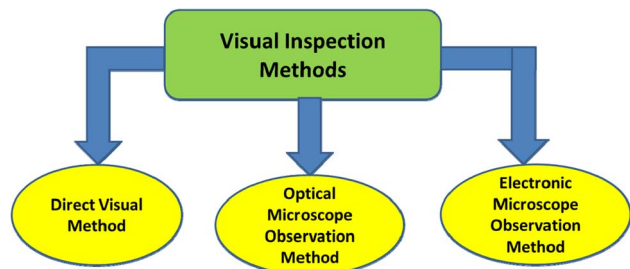 Visual Inspection
Methods
Direct Visual
Method
Optical
Microscope
Observation
Method
Electronic
Microscope
Observation
Method